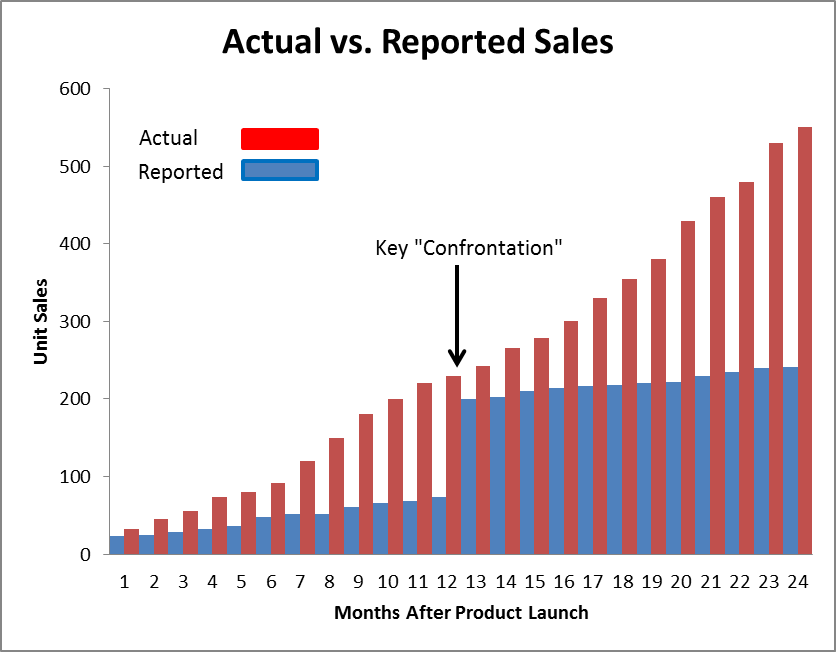 Actual vs. Reported Sales
600
500
400
300
200
100
0
Unit Sales
Actual
Reported
Key "Confrontation"
1 2 3 4 5 6 7 8 9 10 11 12 13 14 15 16 17 18 19 20 21 22 23 24
Months After Product Launch